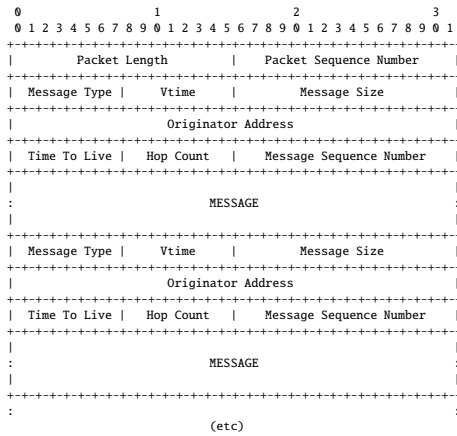 0                   1                   2                   3
0 1 2 3 4 5 6 7 8 9 0 1 2 3 4 5 6 7 8 9 0 1 2 3 4 5 6 7 8 9 0 1
Packet Length | Packet Sequence Number
Message Type | Vtime | Message Size
Originator Address
Time To Live | Hop Count | Message Sequence Number
MESSAGE
Message Type | Vtime | Message Size
Originator Address
Time To Live | Hop Count | Message Sequence Number
MESSAGE
(etc)